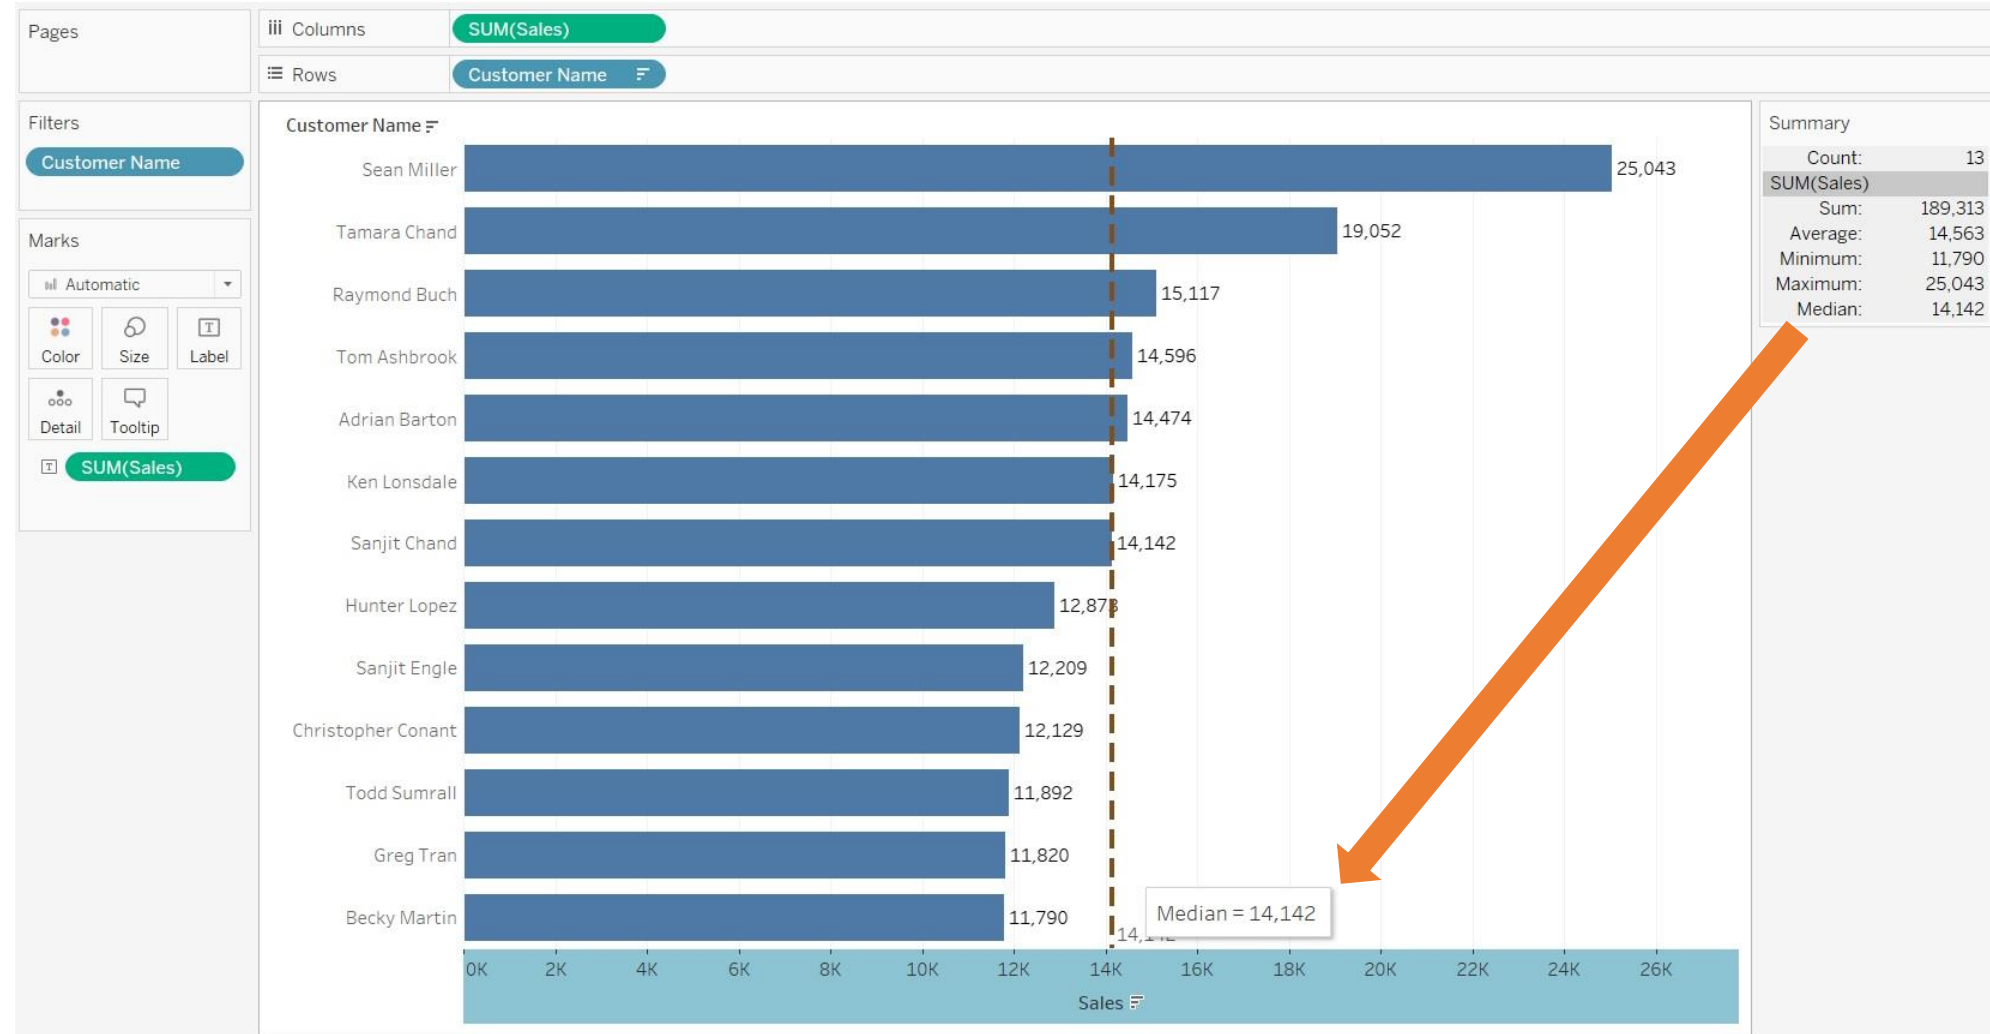 Pages
Columns
SUM(Sales)
Rows
Customer Name
Filters
Customer Name
Marks
Automatic
Color
Size
Label
Detail
Tooltip
SUM(Sales)
Customer Name
Sean Miller
25,043
Tamara Chand
19,052
Raymond Buch
15,117
Tom Ashbrook
14,596
Adrian Barton
14,474
Ken Lonsdale
14,175
Sanjit Chand
14,142
Hunter Lopez
12,873
Sanjit Engle
12,209
Christopher Conant
12,129
Todd Sumrall
11,892
Greg Tran
11,820
Becky Martin
11,790
Median = 14,142
0K 2K 4K 6K 8K 10K 12K 14K 16K 18K 20K 22K 24K 26K
Sales
Summary
Count: 13
SUM(Sales)
Sum: 189,313
Average: 14,563
Minimum: 11,790
Maximum: 25,043
Median: 14,142